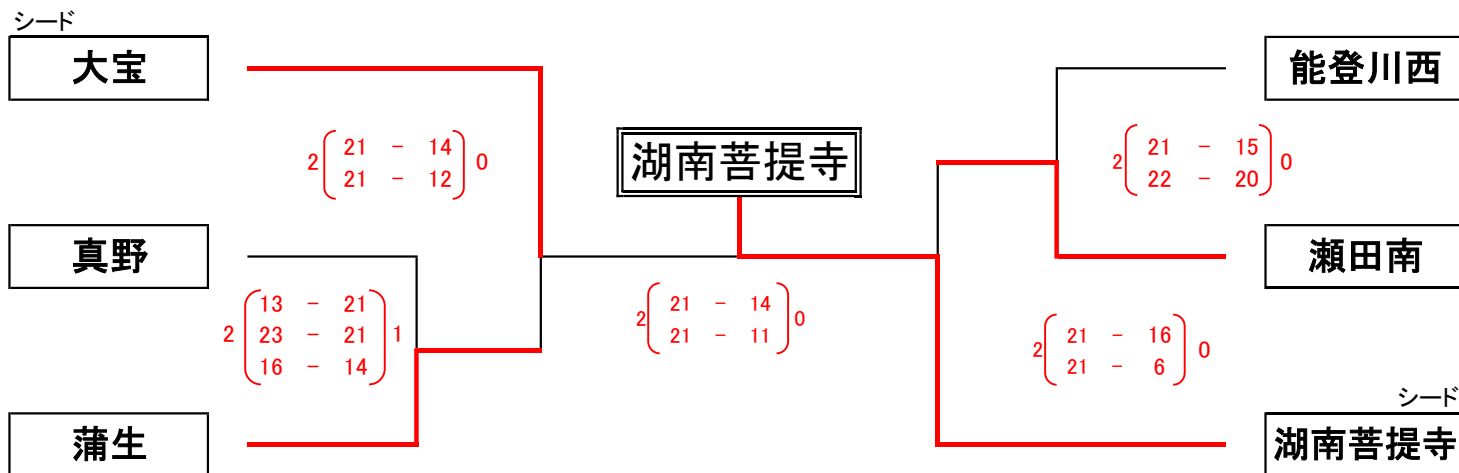 シード
大宝
能登川西
2 21 － 14 0
21 － 12
湖南菩提寺
2 21 － 15 0
22 － 20
真野
瀬田南
13 － 21
2 23 － 21 1
16 － 14
2 21 － 14 0
21 － 11
2 21 － 16 0
21 － 6
シード
蒲生
湖南菩提寺